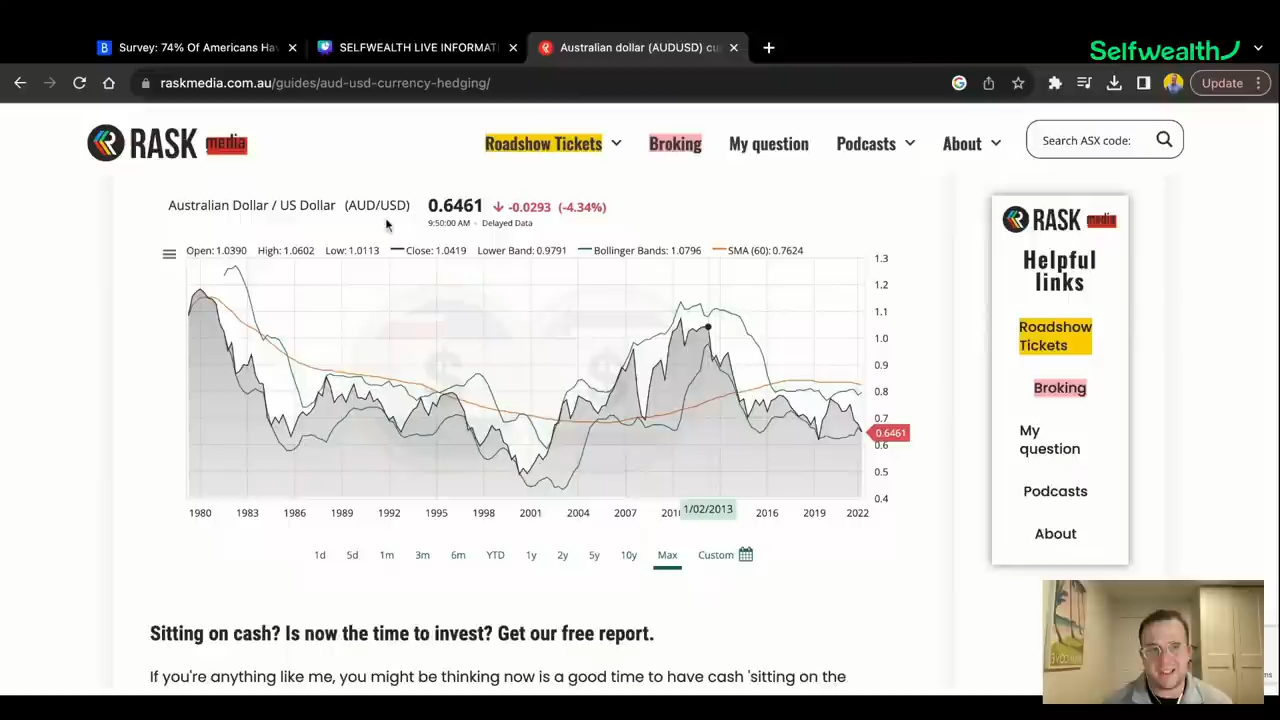 Survey: 74% Of Americans Hav
SELFWEALTH LIVE INFORMAT
Australian dollar (AUDUSD) cu
Selfwealth
raskmedia.com.au/guides/aud-usd-currency-hedging/
Update
RASK media
Roadshow Tickets
Broking
My question
Podcasts
About
Search ASX code:
Australian Dollar / US Dollar (AUD/USD) 0.6461 -0.0293 (-4.34%)
9:50:00 AM Delayed Data
Open: 1.0390 High: 1.0602 Low: 1.0113 Close: 1.0419 Lower Band: 0.9791 Bollinger Bands: 1.0796 SMA (60): 0.7624
1.3
1.2
1.1
1.0
0.9
0.8
0.7
0.6461
0.6
0.5
0.4
1980 1983 1986 1989 1992 1995 1998 2001 2004 2007 201 1/02/2013 2016 2019 2022
1d 5d 1m 3m 6m YTD 1y 2y 5y 10y Max Custom
Sitting on cash? Is now the time to invest? Get our free report.
If you're anything like me, you might be thinking now is a good time to have cash 'sitting on the
RASK media
Helpful
links
Roadshow
Tickets
Broking
My
question
Podcasts
About